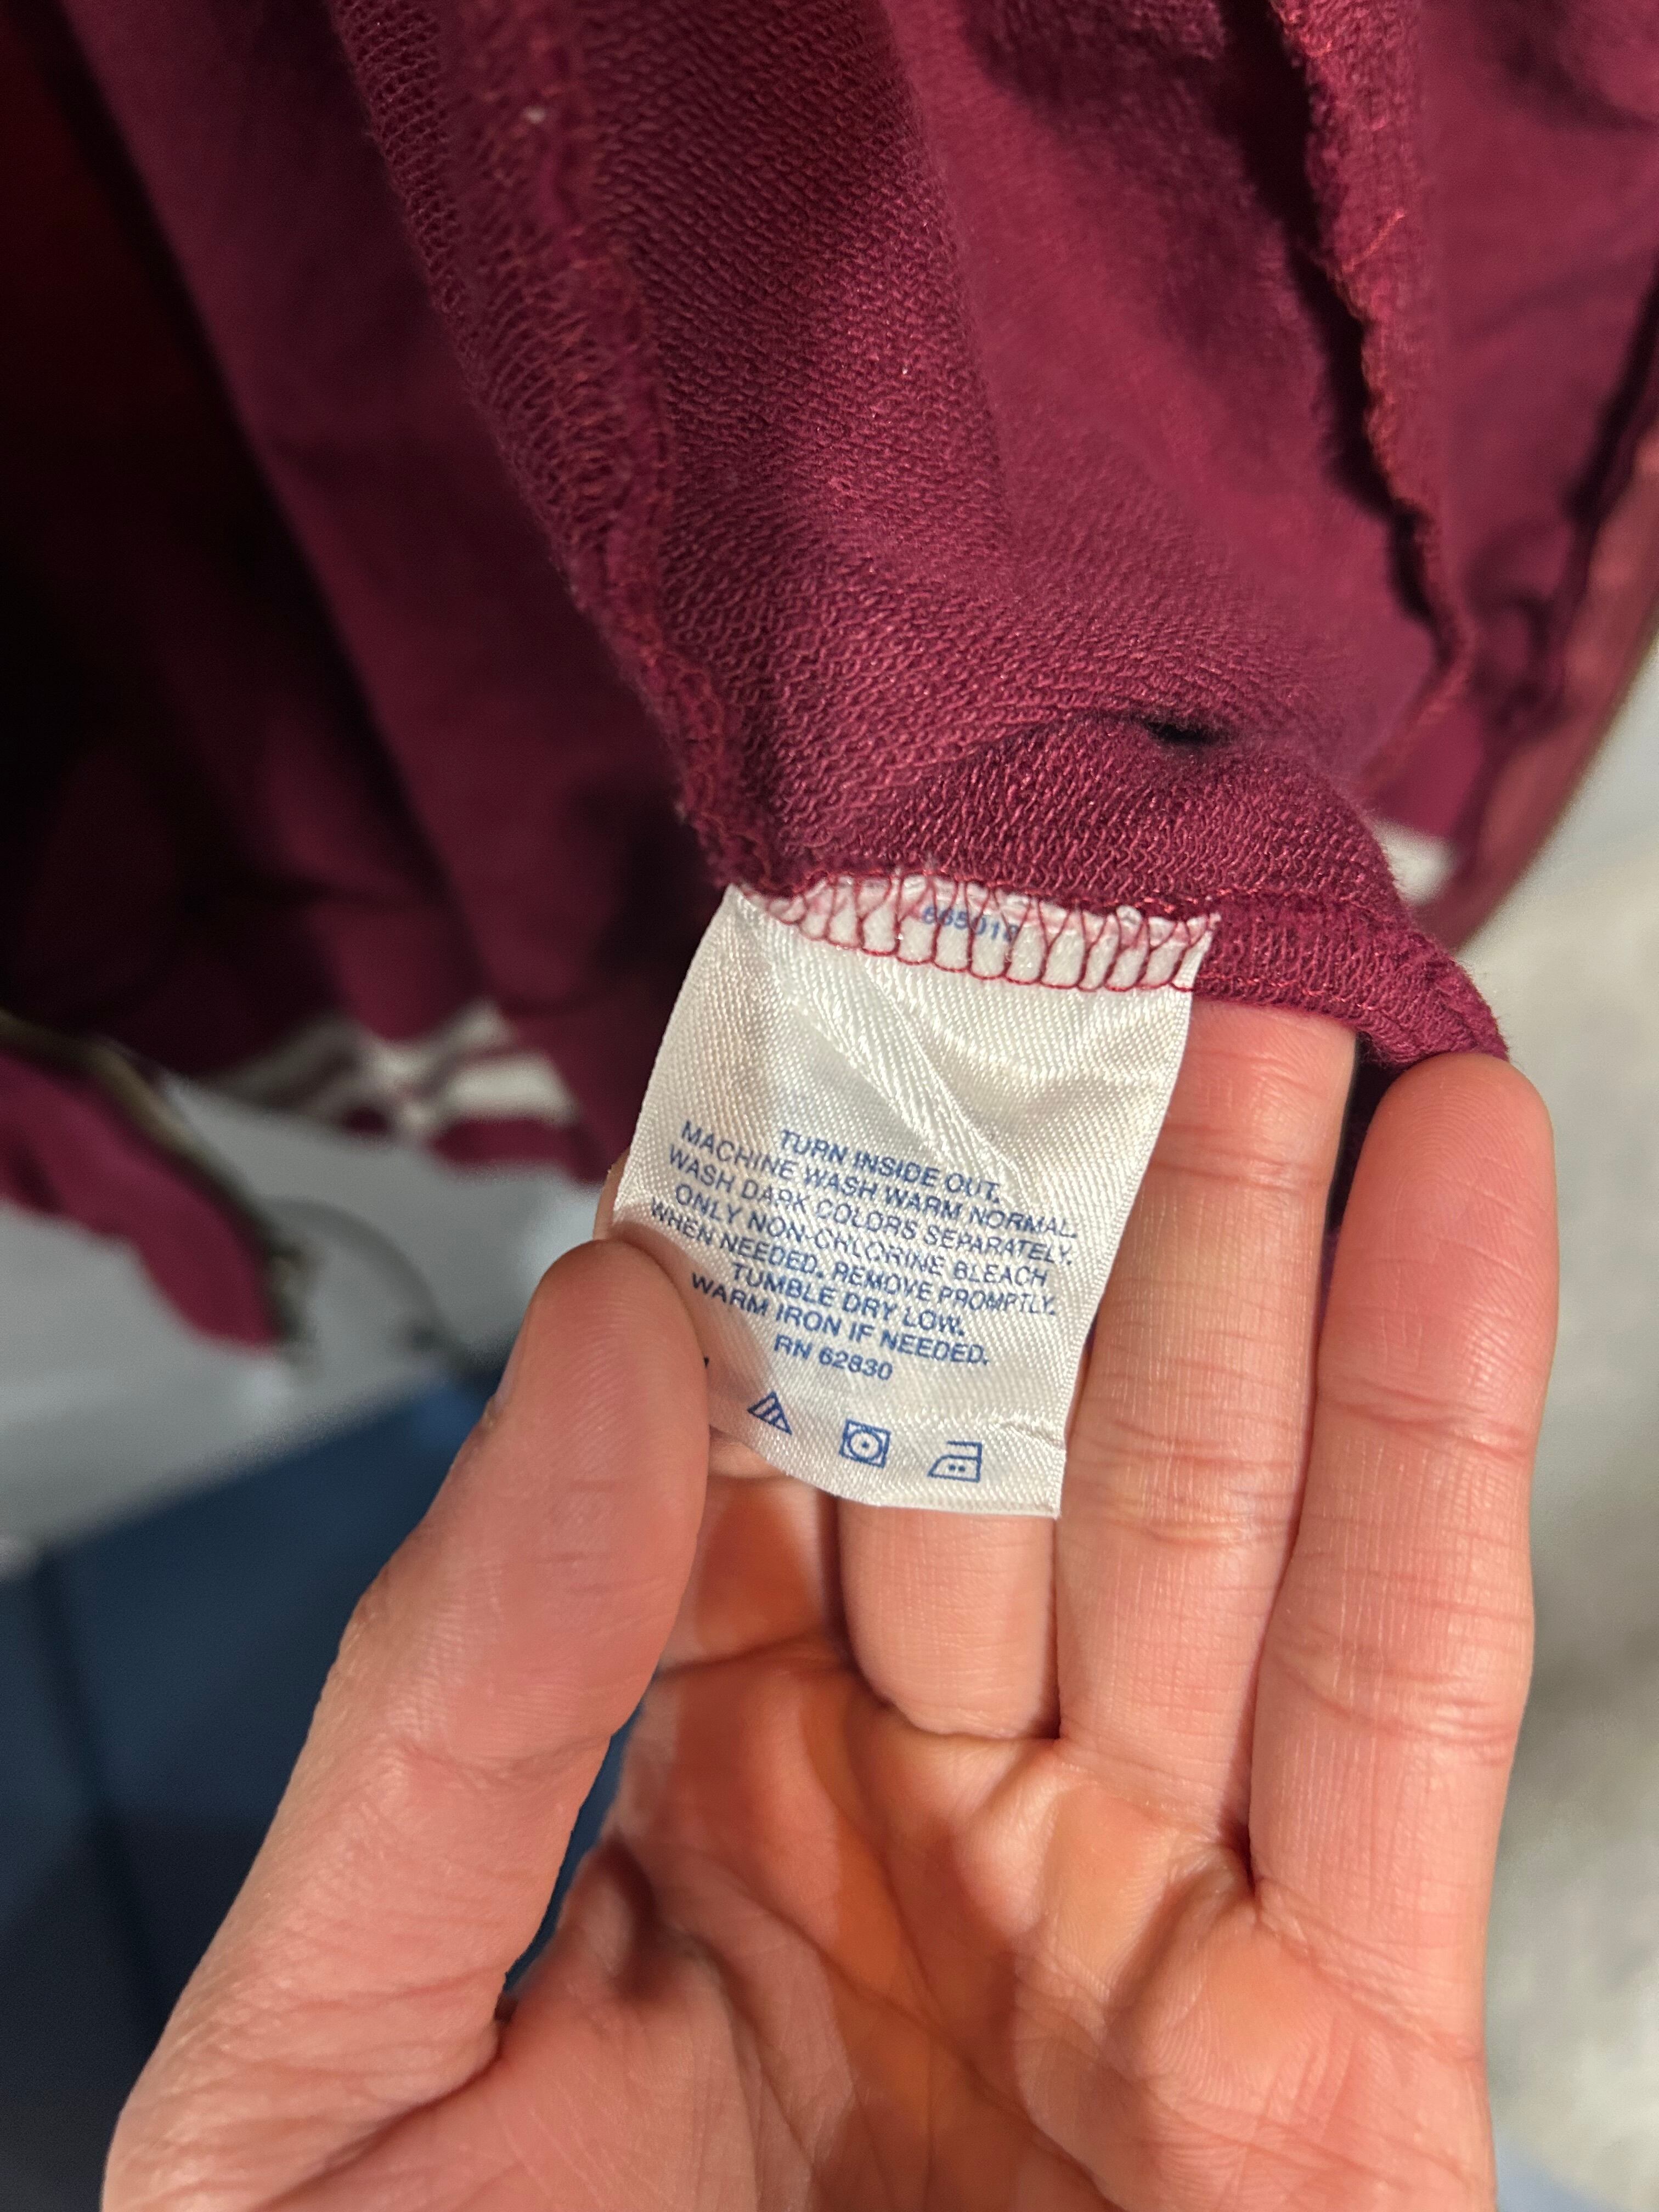 TURN INSIDE OUT.
MACHINE WASH WARM NORMAL.
WASH DARK COLORS SEPARATELY.
ONLY NON-CHLORINE BLEACH
WHEN NEEDED. REMOVE PROMPTLY.
TUMBLE DRY LOW.
WARM IRON IF NEEDED.
RN 62830